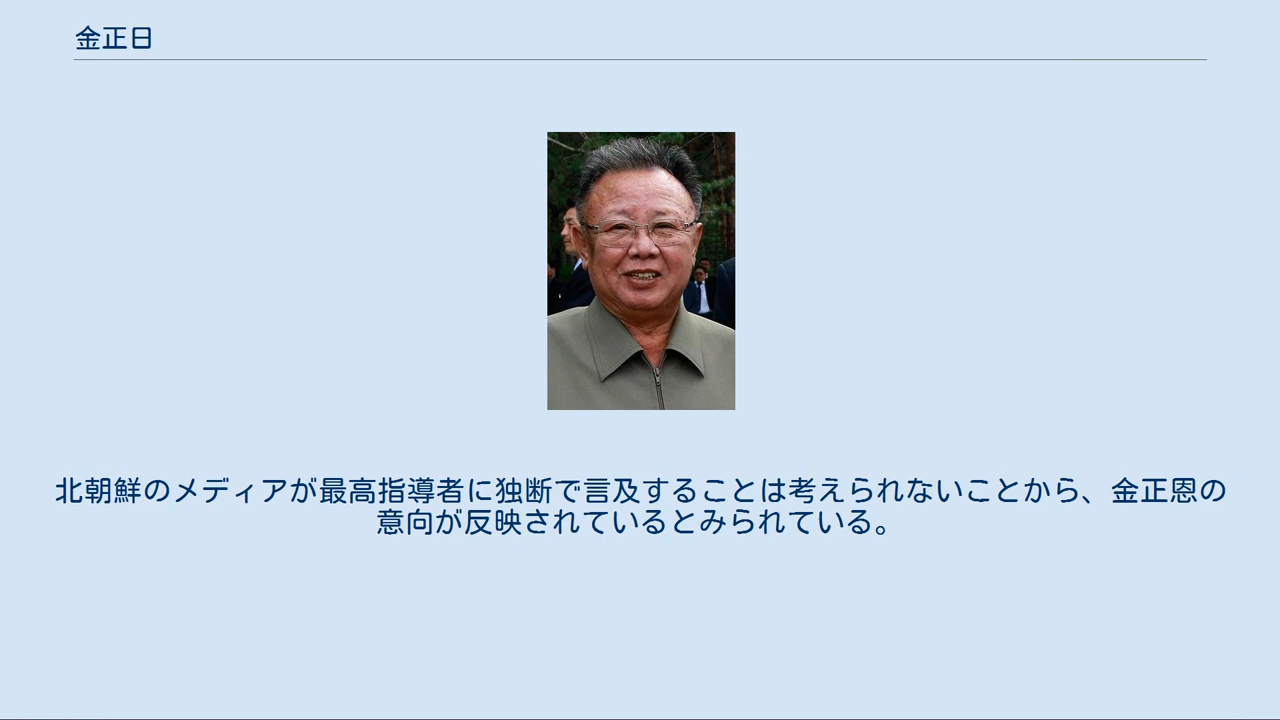 金正日
北朝鮮のメディアが最高指導者に独断で言及することは考えられないことから、金正恩の
意向が反映されているとみられている。